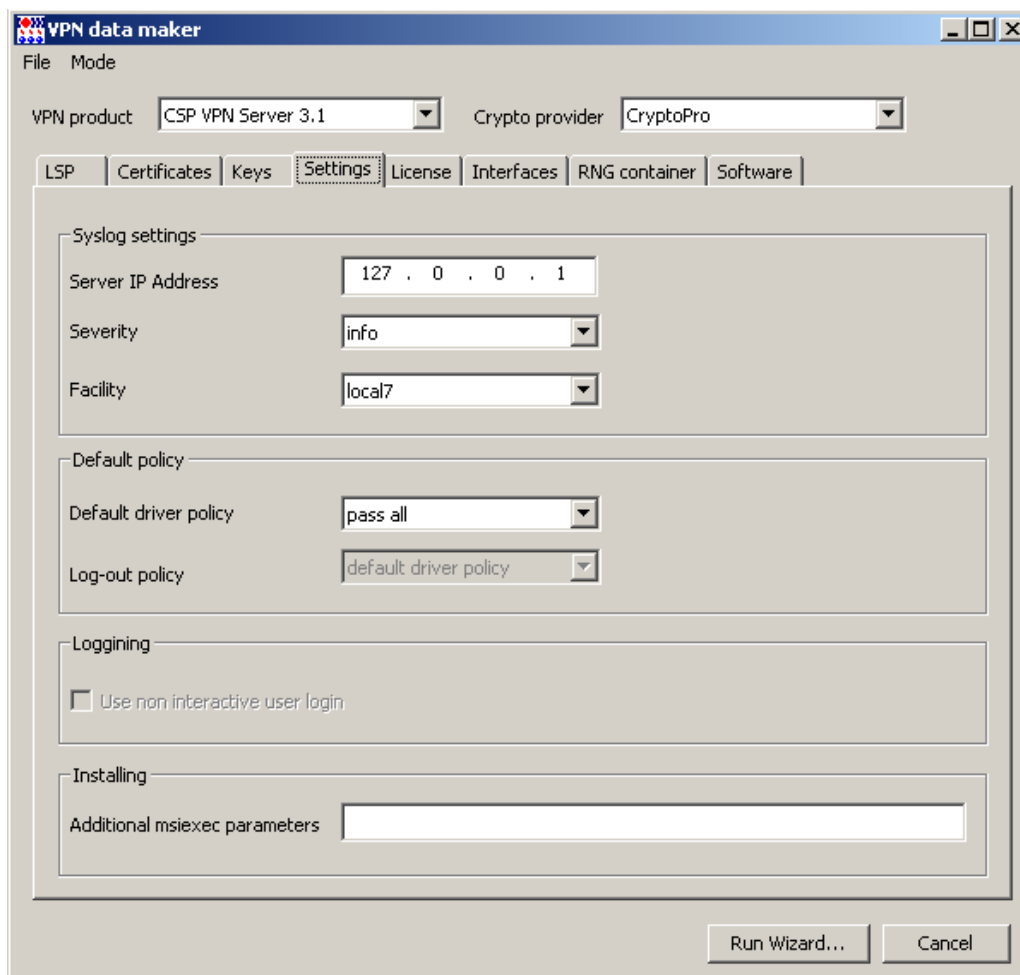 VPN data maker
File Mode
VPN product CSP VPN Server 3.1 Crypto provider CryptoPro
LSP Certificates Keys Settings License Interfaces RNG container Software
Syslog settings
Server IP Address 127 . 0 . 0 . 1
Severity info
Facility local7
Default policy
Default driver policy pass all
Log-out policy default driver policy
Loggining
Use non interactive user login
Installing
Additional msiexec parameters
Run Wizard... Cancel